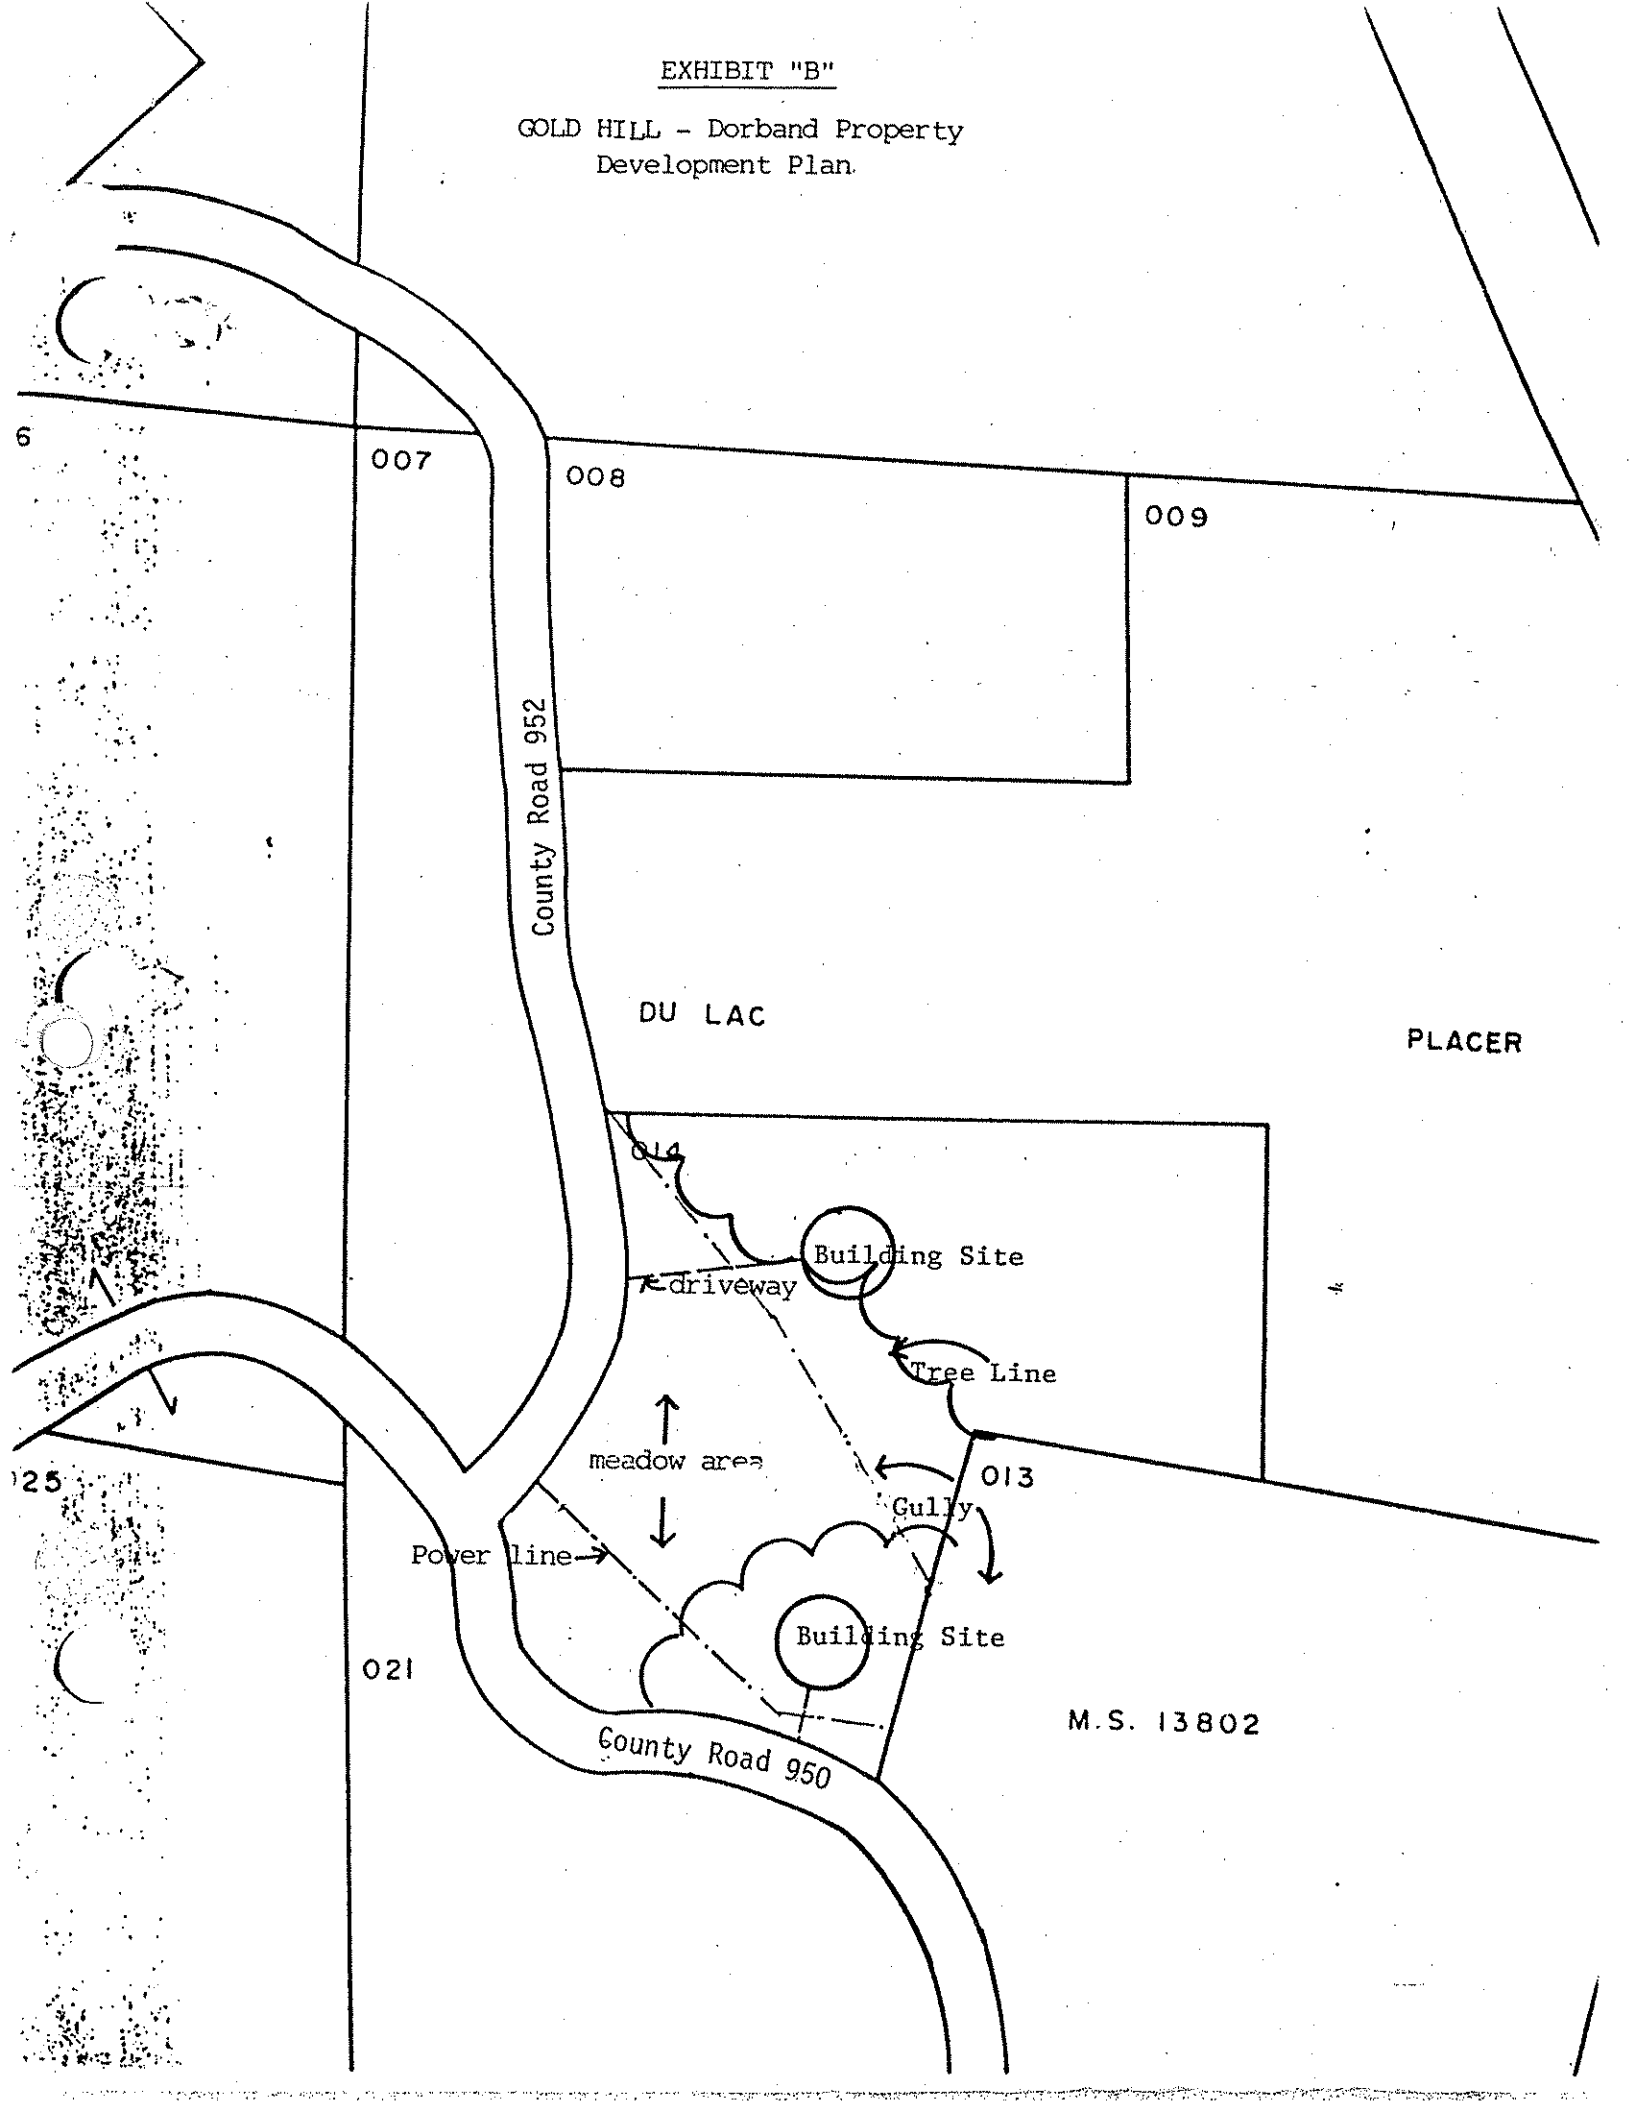 EXHIBIT "B"
GOLD HILL - Dorband Property
Development Plan
6
007
008
009
County Road 952
DU LAC
PLACER
014
Building Site
driveway
Tree Line
meadow area
013
25
Gully
Power line
Building Site
021
M.S. 13802
County Road 950